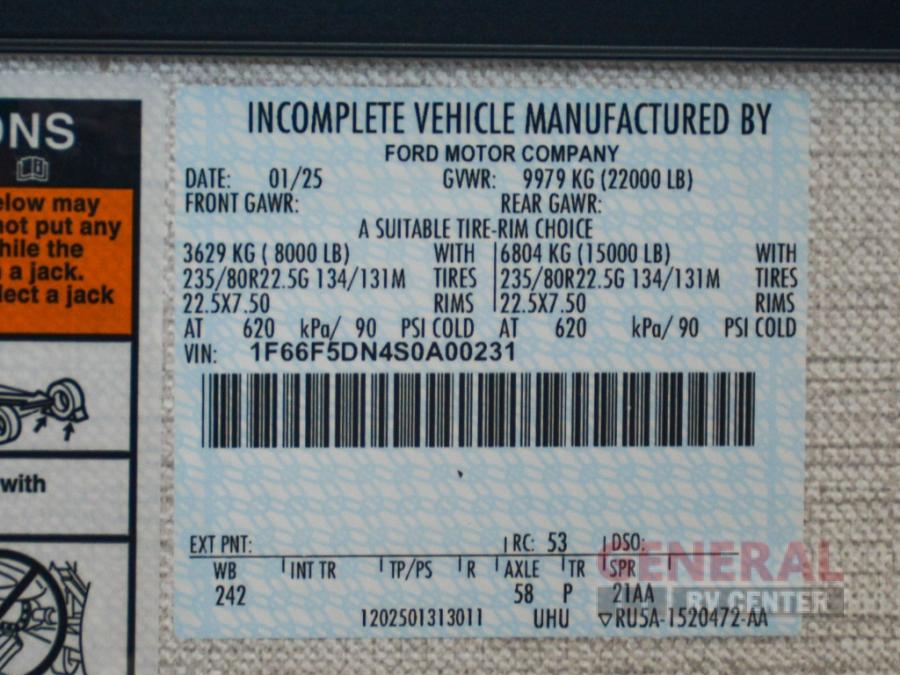 ONS
elow may
not put any
hile the
a jack.
lect a jack
with
INCOMPLETE VEHICLE MANUFACTURED BY
FORD MOTOR COMPANY
DATE: 01/25 GVWR: 9979 KG (22000 LB)
FRONT GAWR: REAR GAWR:
A SUITABLE TIRE-RIM CHOICE
3629 KG ( 8000 LB) WITH 6804 KG (15000 LB) WITH
235/80R22.5G 134/131M TIRES 235/80R22.5G 134/131M TIRES
22.5X7.50 RIMS 22.5X7.50 RIMS
AT 620 kPa/ 90 PSI COLD AT 620 kPa/ 90 PSI COLD
VIN: 1F66F5DN4S0A00231
EXT PNT: RC: 53 DSO:
WB INT TR TP/PS R AXLE TR SPR
242 58 P 21AA
1202501313011 UHU ▽RU5A-1520472-AA
GENERAL
RV CENTER